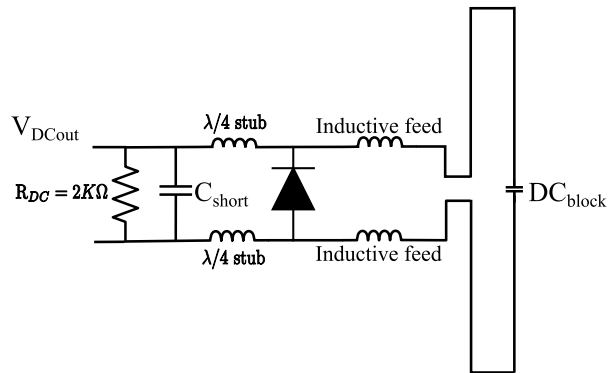 λ/4 stub
Inductive feed
V_DCout
R_DC = 2KΩ
C_short
DC_block
λ/4 stub
Inductive feed